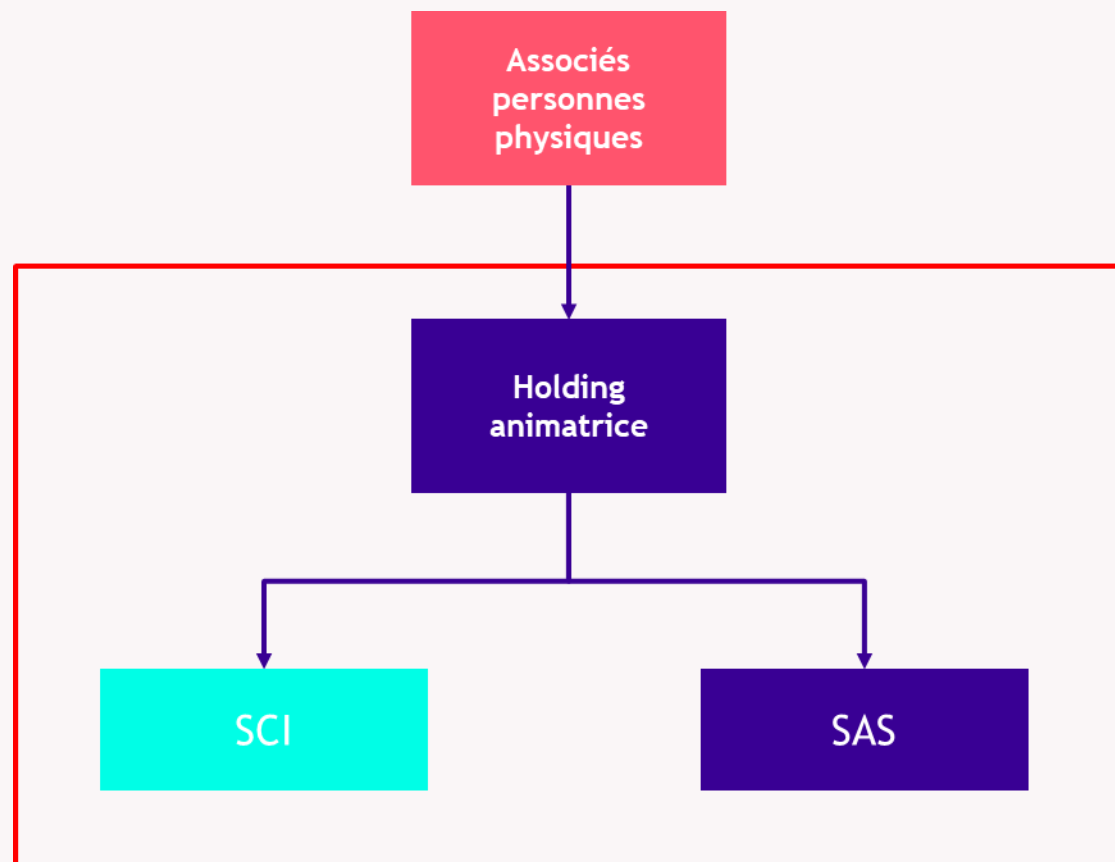 Associés
personnes
physiques
Holding
animatrice
SCI
SAS